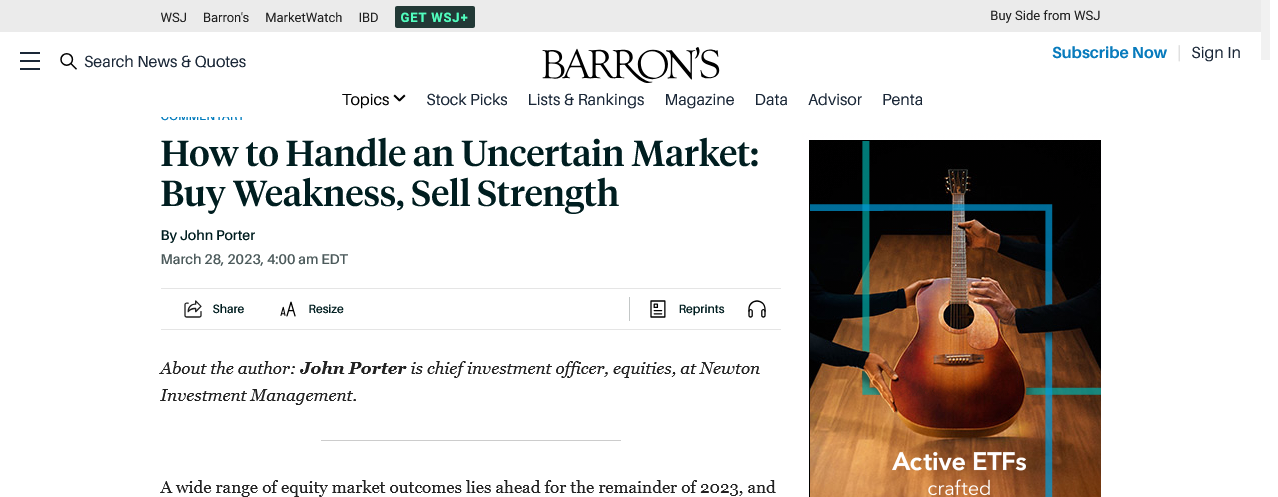 WSJ Barron's MarketWatch IBD GET WSJ+ Buy Side from WSJ
Search News & Quotes BARRON'S Subscribe Now Sign In
Topics Stock Picks Lists & Rankings Magazine Data Advisor Penta
COMMENTARY
How to Handle an Uncertain Market:
Buy Weakness, Sell Strength
By John Porter
March 28, 2023, 4:00 am EDT
Share AA Resize Reprints
About the author: John Porter is chief investment officer, equities, at Newton
Investment Management.
A wide range of equity market outcomes lies ahead for the remainder of 2023, and
Active ETFs
crafted